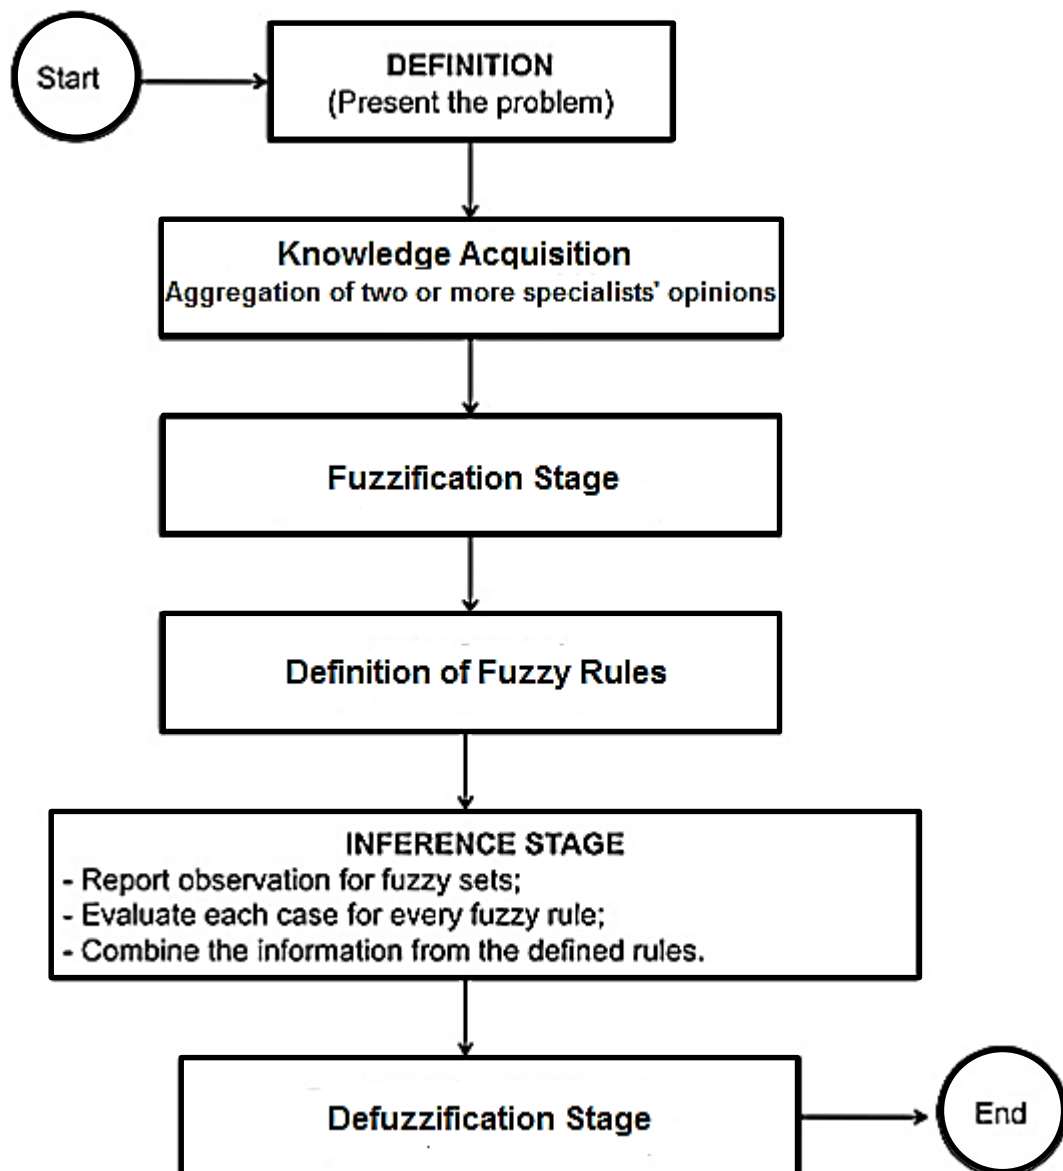 Start
DEFINITION
(Present the problem)
Knowledge Acquisition
Aggregation of two or more specialists' opinions
Fuzzification Stage
Definition of Fuzzy Rules
INFERENCE STAGE
- Report observation for fuzzy sets;
- Evaluate each case for every fuzzy rule;
- Combine the information from the defined rules.
Defuzzification Stage
End